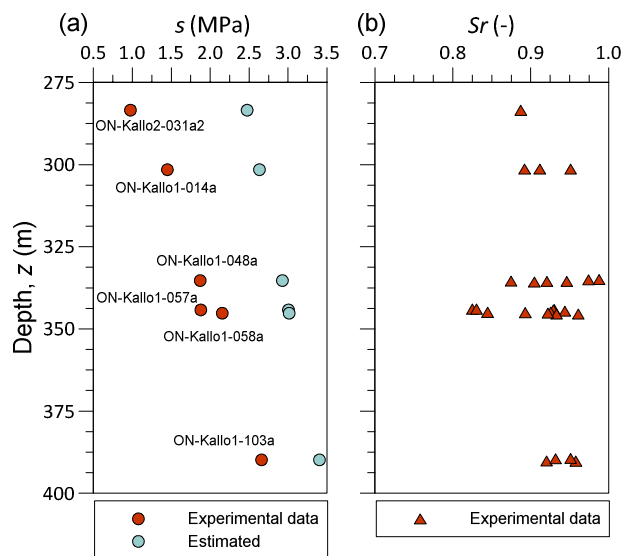 (a)
s (MPa)
0.5 1.0 1.5 2.0 2.5 3.0 3.5
(b)
Sr (-)
0.7 0.8 0.9 1.0
Depth, z (m)
275
300
325
350
375
400
ON-Kallo2-031a2
ON-Kallo1-014a
ON-Kallo1-048a
ON-Kallo1-057a
ON-Kallo1-058a
ON-Kallo1-103a
Experimental data
Estimated
Experimental data